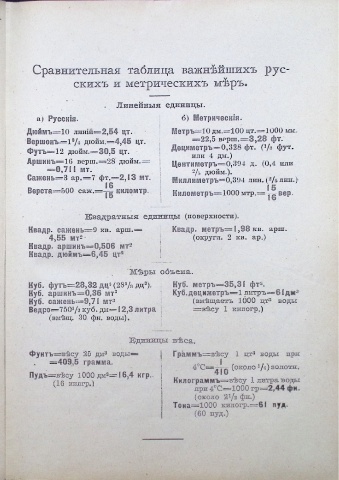 Сравнительная таблица важнѣйшихъ рус-
скихъ и метрическихъ мѣръ.
Линейныя единицы.
а) Русскія.
Дюймъ=10 линій=2,54 цт.
Вершокъ=1³/₄ дюйм.=4,45 цт.
Футъ=12 дюйм.=30,5 цт.
Аршинъ=16 верш.=28 дюйм.=
=0,711 мт.
Сажень=3 ар.=7 фт.=2,13 мт.
Верста=500 саж.=16/15 километр.
б) Метрическія.
Метръ=10 дм.=100 цт.=1000 мм.
=22,5 верш.=3,28 фт.
Дециметръ=0,328 фт. (¹/₃ фут.
или 4 дм.)
Центиметръ=0,394 д. (0,4 или
²/₅ дюйм.).
Миллиметръ=0,394 лин. (²/₅ лин.)
Километръ=1000 мтр.=15/16 вер.
Квадратныя единицы (поверхности).
Квадр. сажень=9 кв. арш.=
4,55 мт²
Квадр. аршинъ=0,506 мт²
Квадр. дюймъ=6,45 цт²
Квадр. метръ=1,98 кв. арш.
(округл. 2 кв. ар.)
Мѣры объема.
Куб. футъ=28,32 дц³ (28¹/₃ дц³).
Куб. аршинъ=0,36 мт³
Куб. сажень=9,71 мт³
Ведро=750¹/₂ куб. дм=12,3 литра
(вмѣщ. 30 фн. воды).
Куб. метръ=35,31 фт³.
Куб. дециметръ=1 литръ=61 дм³
(вмѣщаетъ 1000 цт³ воды
=вѣсу 1 килогр.)
Единицы вѣса.
Фунтъ=вѣсу 25 дм³ воды=
=409,5 грамма.
Пудъ=вѣсу 1000 дм³=16,4 кгр.
(16 килогр.)
Граммъ=вѣсу 1 цт³ воды при
4°С=1/410 (около ¹/₄) золотн.
Килограммъ=вѣсу 1 литра воды
при 4°С=1000 гр=2,44 фн.
(около 2¹/₂ фн.)
Тона=1000 килогр.=61 пуд.
(60 пуд.)